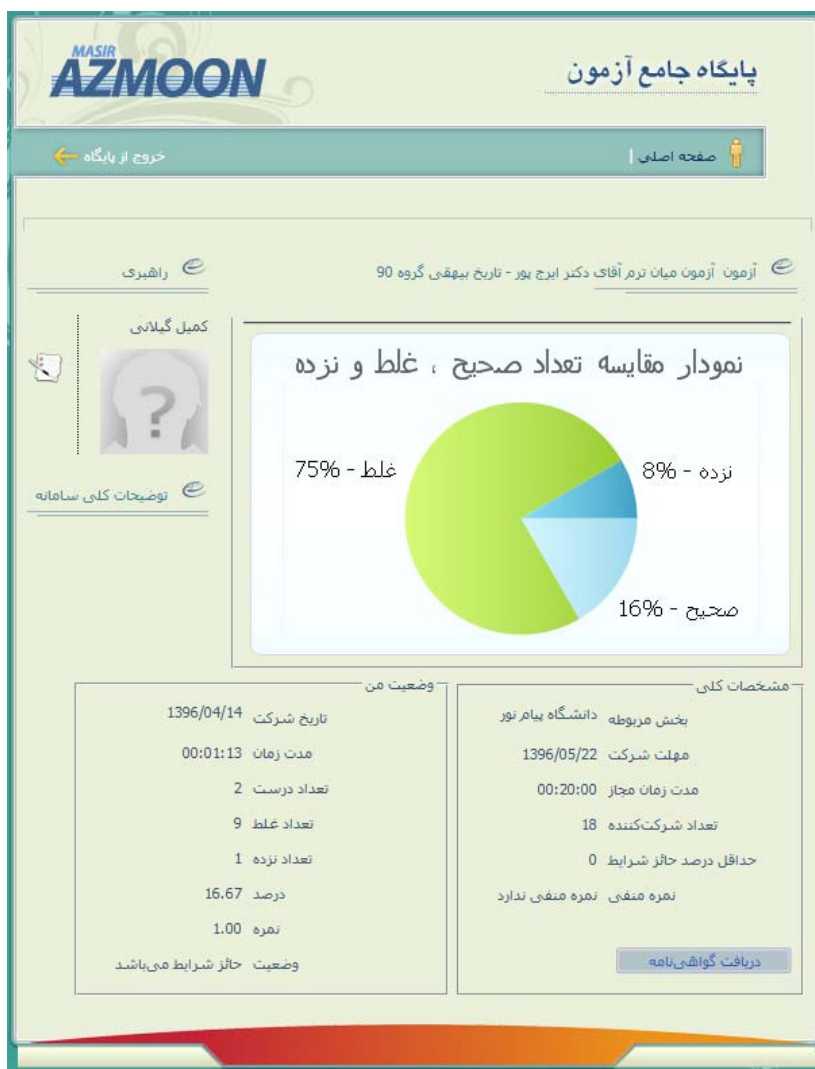 MASIR
AZMOON
پایگاه جامع آزمون
صفحه اصلی |
خروج از پایگاه
آزمون آزمون میان ترم آقای دکتر ایرج پور - تاریخ بیهقی گروه 90
نمودار مقایسه تعداد صحیح ، غلط و نزده
غلط - 75%
نزده - 8%
صحیح - 16%
راهبری
کمیل گیلانی
?
توضیحات کلی سامانه
مشخصات کلی
بخش مربوطه دانشگاه پیام نور
مهلت شرکت 1396/05/22
مدت زمان مجاز 00:20:00
تعداد شرکت‌کننده 18
حداقل درصد حائز شرایط 0
نمره منفی نمره منفی ندارد
دریافت گواهی‌نامه
وضعیت من
تاریخ شرکت 1396/04/14
مدت زمان 00:01:13
تعداد درست 2
تعداد غلط 9
تعداد نزده 1
درصد 16.67
نمره 1.00
وضعیت حائز شرایط می‌باشد